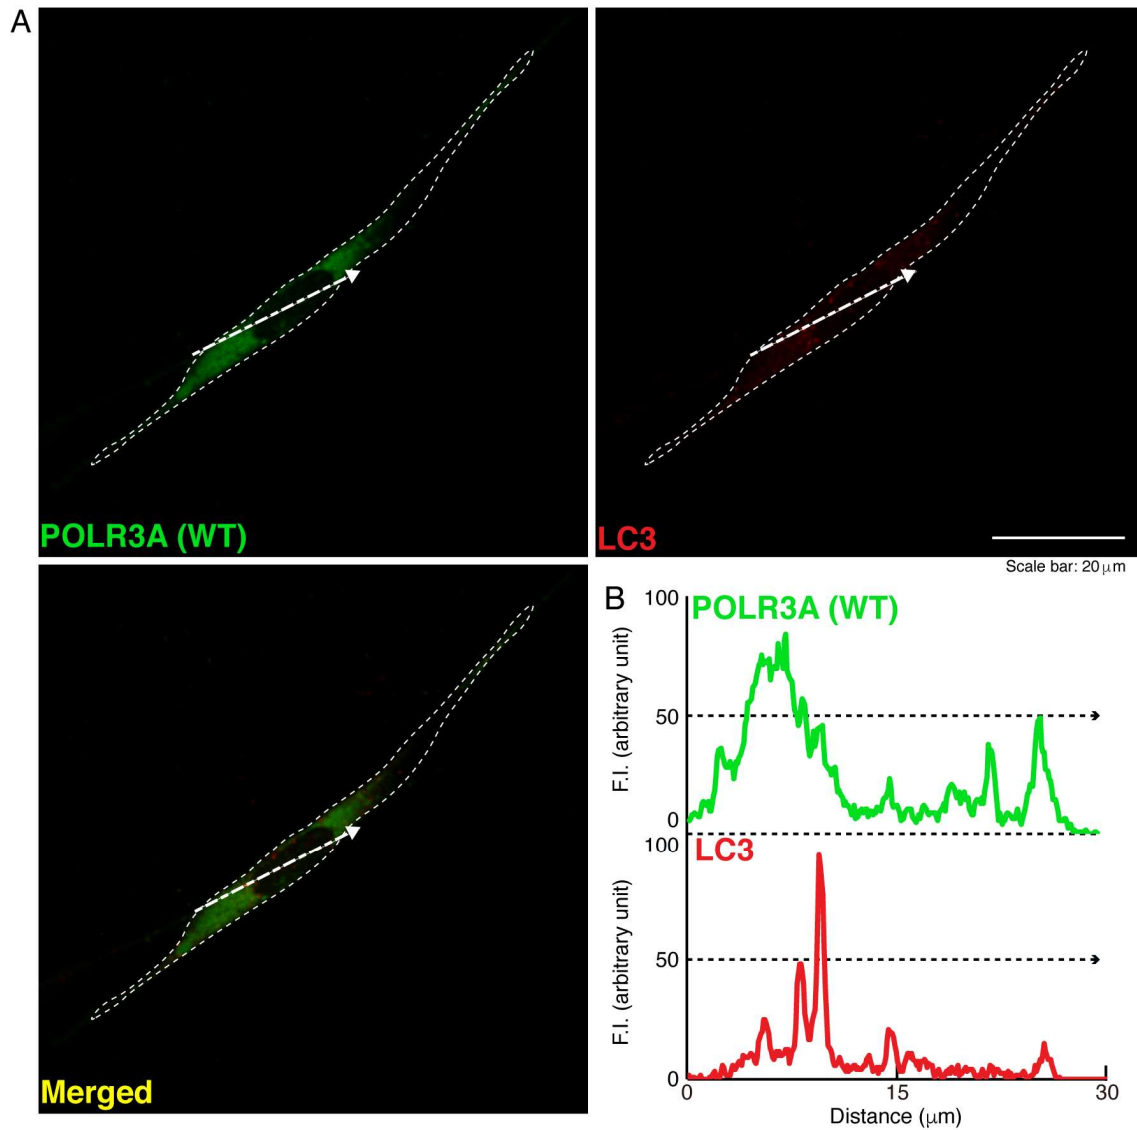 A
POLR3A (WT)
LC3
Scale bar: 20 μm
Merged
B
POLR3A (WT)
100
50
0
F.I. (arbitrary unit)
LC3
100
50
0
F.I. (arbitrary unit)
0 15 30
Distance (μm)